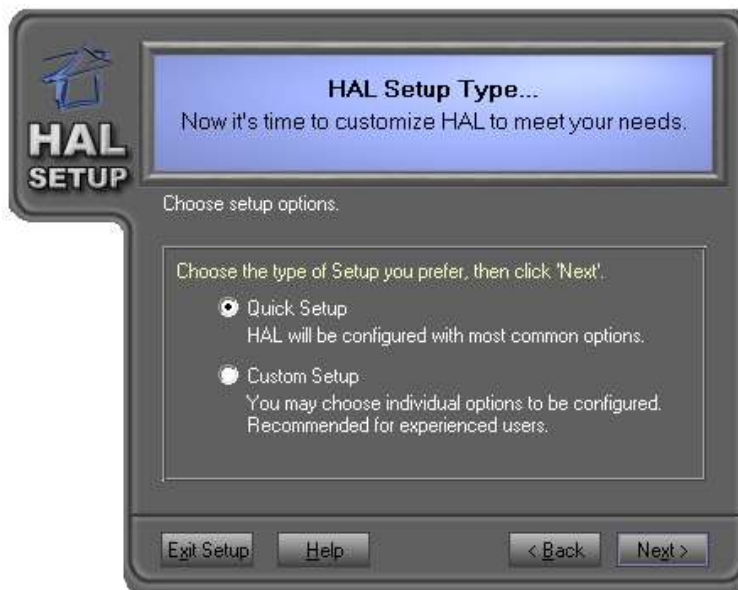 HAL
SETUP
HAL Setup Type...
Now it's time to customize HAL to meet your needs.
Choose setup options.
Choose the type of Setup you prefer, then click 'Next'.
Quick Setup
HAL will be configured with most common options.
Custom Setup
You may choose individual options to be configured.
Recommended for experienced users.
Exit Setup
Help
< Back
Next >